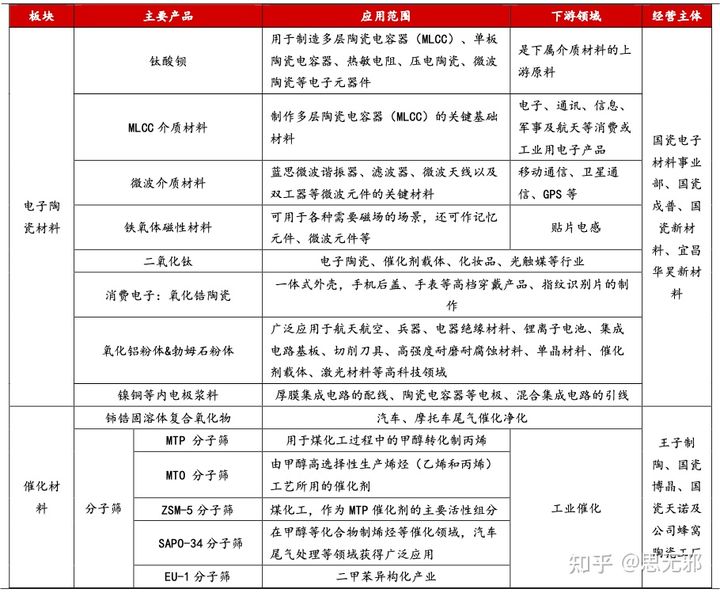 板块 主要产品 应用范围 下游领域 经营主体
电子陶
瓷材料
钛酸钡
用于制造多层陶瓷电容器（MLCC）、单板
陶瓷电容器、热敏电阻、压电陶瓷、微波
陶瓷等电子元器件
是下属介质材料的上
游原料
MLCC 介质材料
制作多层陶瓷电容器（MLCC）的关键基础
材料
电子、通讯、信息、
军事及航天等消费或
工业用电子产品
微波介质材料
蓝思微波谐振器、滤波器、微波天线以及
双工器等微波元件的关键材料
移动通信、卫星通
信、GPS 等
铁氧体磁性材料
可用于各种需要磁场的场景，还可作记忆
元件、微波元件等
贴片电感
二氧化钛
电子陶瓷、催化剂载体、化妆品、光触媒等行业
消费电子：氧化锆陶瓷
一体式外壳，手机后盖、手表等高档穿戴产品、指纹识别片的制
作
氧化铝粉体&勃姆石粉体
广泛应用于航天航空、兵器、电器绝缘材料、锂离子电池、集成
电路基板、切削刀具、高强度耐磨耐腐蚀材料、单晶材料、催化
剂载体、激光材料等高科技领域
镍铜等内电极浆料
厚膜集成电路的配线、陶瓷电容器等电极、混合集成电路的引线
国瓷电子
材料事业
部、国瓷
戍普、国
瓷新材
料、宜昌
华昊新材
料
催化材
料
铈锆固溶体复合氧化物
汽车、摩托车尾气催化净化
分子筛
MTP 分子筛
用于煤化工过程中的甲醇转化制丙烯
MTO 分子筛
由甲醇高选择性生产烯烃（乙烯和丙烯）
工艺所用的催化剂
ZSM-5 分子筛
煤化工，作为 MTP 催化剂的主要活性组分
SAPO-34 分子筛
在甲醇等化合物制烯烃等催化领域，汽车
尾气处理等领域获得广泛应用
EU-1 分子筛
二甲苯异构化产业
工业催化
王子制
陶、国瓷
博晶、国
瓷天诺及
公司蜂窝
陶瓷工厂
知乎 @思无邪